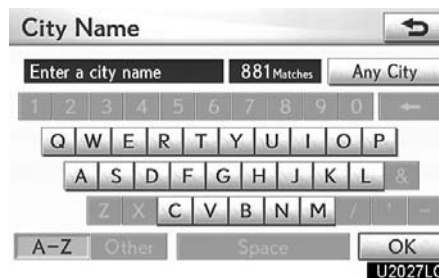 City Name
Enter a city name 881 Matches Any City
1 2 3 4 5 6 7 8 9 0 ←
Q W E R T Y U I O P
A S D F G H J K L &
Z X C V B N M / ' -
A-Z Other Space OK
U2027LC